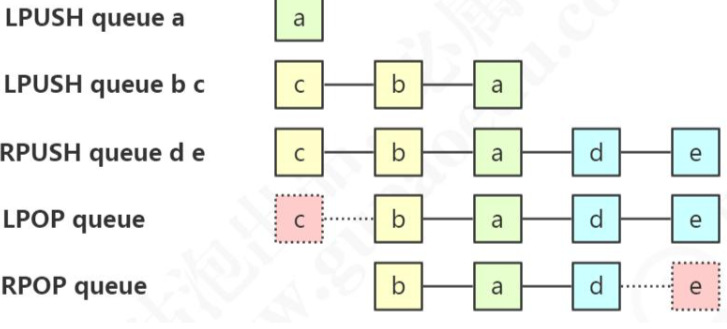 LPUSH queue a a
LPUSH queue b c c b a
RPUSH queue d e c b a d e
LPOP queue c b a d e
RPOP queue b a d e